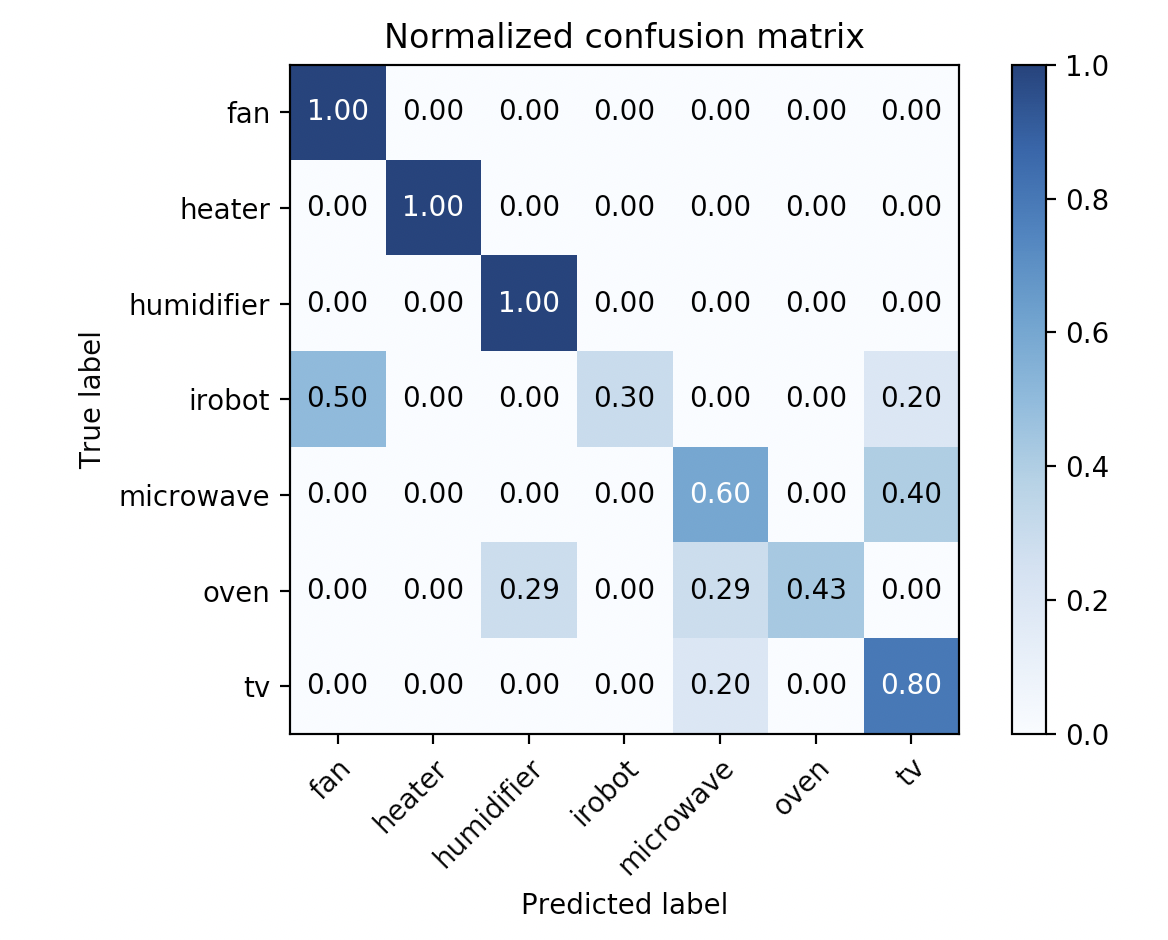 Normalized confusion matrix
fan 1.00 0.00 0.00 0.00 0.00 0.00 0.00
heater 0.00 1.00 0.00 0.00 0.00 0.00 0.00
humidifier 0.00 0.00 1.00 0.00 0.00 0.00 0.00
irobot 0.50 0.00 0.00 0.30 0.00 0.00 0.20
microwave 0.00 0.00 0.00 0.00 0.60 0.00 0.40
oven 0.00 0.00 0.29 0.00 0.29 0.43 0.00
tv 0.00 0.00 0.00 0.00 0.20 0.00 0.80
True label
fan heater humidifier irobot microwave oven tv
Predicted label
1.0
0.8
0.6
0.4
0.2
0.0